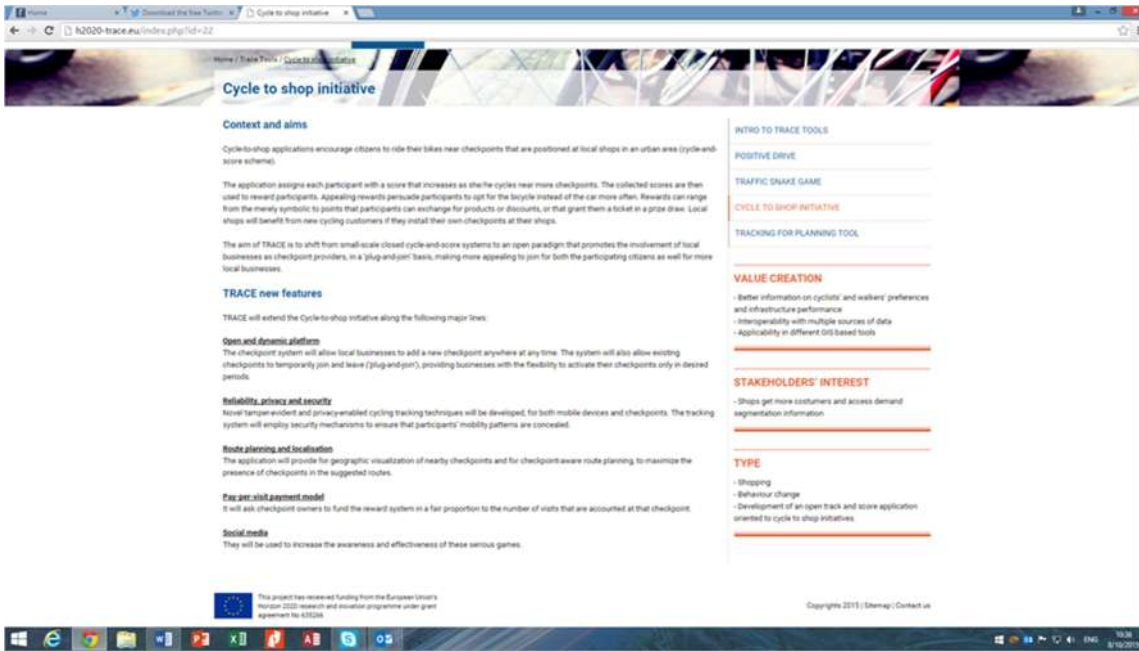 Home
Download the free Twitte
Cycle to shop initiative
h2020-trace.eu/index.php?id=22
Home / Trace Tools / Cycle to shop initiative
Cycle to shop initiative
Context and aims
Cycle-to-shop applications encourage citizens to ride their bikes near checkpoints that are positioned at local shops in an urban area (cycle-and-
score scheme).
The application assigns each participant with a score that increases as she/he cycles near more checkpoints. The collected scores are then
used to reward participants. Appealing rewards persuade participants to opt for the bicycle instead of the car more often. Rewards can range
from the merely symbolic to points that participants can exchange for products or discounts, or that grant them a ticket in a prize draw. Local
shops will benefit from new cycling customers if they install their own checkpoints at their shops.
The aim of TRACE is to shift from small-scale closed cycle-and-score systems to an open paradigm that promotes the involvement of local
businesses as checkpoint providers, in a 'plug-and-join' basis, making more appealing to join for both the participating citizens as well for more
local businesses.
TRACE new features
TRACE will extend the Cycle-to-shop initiative along the following major lines:
Open and dynamic platform
The checkpoint system will allow local businesses to add a new checkpoint anywhere at any time. The system will also allow existing
checkpoints to temporarily join and leave ('plug-and-join'), providing businesses with the flexibility to activate their checkpoints only in desired
periods.
Reliability, privacy and security
Novel tamper-evident and privacy-enabled cycling tracking techniques will be developed, for both mobile devices and checkpoints. The tracking
system will employ security mechanisms to ensure that participants' mobility patterns are concealed.
Route planning and localisation
The application will provide for geographic visualization of nearby checkpoints and for checkpoint-aware route planning, to maximize the
presence of checkpoints in the suggested routes.
Pay-per-visit payment model
It will ask checkpoint owners to fund the reward system in a fair proportion to the number of visits that are accounted at that checkpoint.
Social media
They will be used to increase the awareness and effectiveness of these serious games.
INTRO TO TRACE TOOLS
POSITIVE DRIVE
TRAFFIC SNAKE GAME
CYCLE TO SHOP INITIATIVE
TRACKING FOR PLANNING TOOL
VALUE CREATION
- Better information on cyclists' and walkers' preferences
and infrastructure performance
- Interoperability with multiple sources of data
- Applicability in different GIS based tools
STAKEHOLDERS' INTEREST
- Shops get more costumers and access demand
segmentation information
TYPE
- Shopping
- Behaviour change
- Development of an open track and score application
oriented to cycle to shop initiatives.
This project has received funding from the European Union's
Horizon 2020 research and innovation programme under grant
agreement No 635266
Copyrights 2015 | Sitemap | Contact us
ENG
10:36
8/10/2015